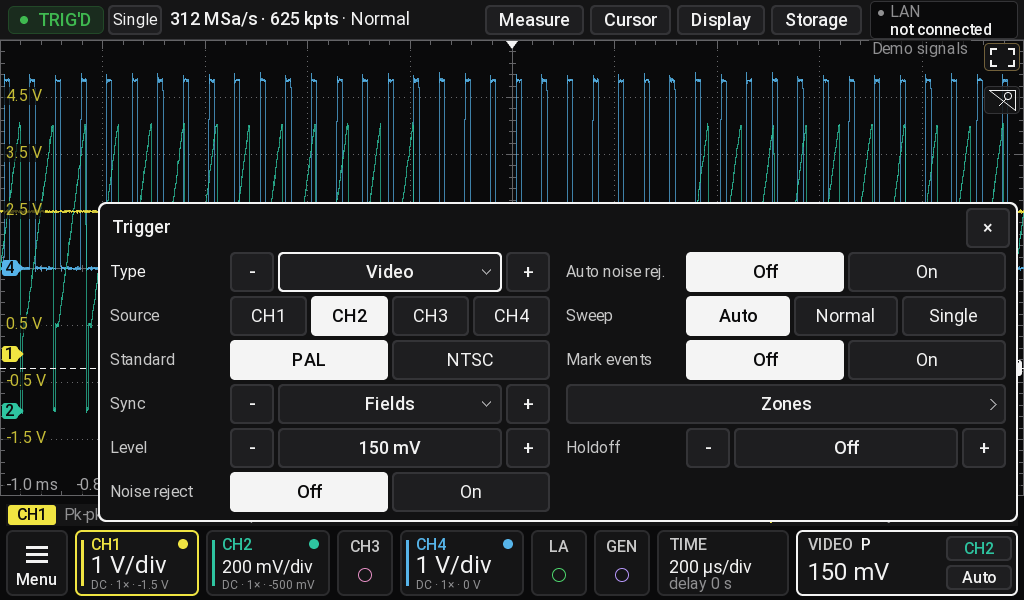 TRIG'D Single 312 MSa/s · 625 kpts · Normal Measure Cursor Display Storage LAN
not connected
Demo signals
4.5 V
3.5 V
2.5 V
4
0.5 V
1
-0.5 V
2
-1.5 V
-1.0 ms -0.8
Trigger ×
Type - Video + Auto noise rej. Off On
Source CH1 CH2 CH3 CH4 Sweep Auto Normal Single
Standard PAL NTSC Mark events Off On
Sync - Fields + Zones
Level - 150 mV + Holdoff - Off +
Noise reject Off On
CH1 Pk-pk
Menu
CH1
1 V/div
DC · 1× · -1.5 V
CH2
200 mV/div
DC · 1× · -500 mV
CH3
CH4
1 V/div
DC · 1× · 0 V
LA
GEN
TIME
200 µs/div
delay 0 s
VIDEO P CH2
150 mV Auto